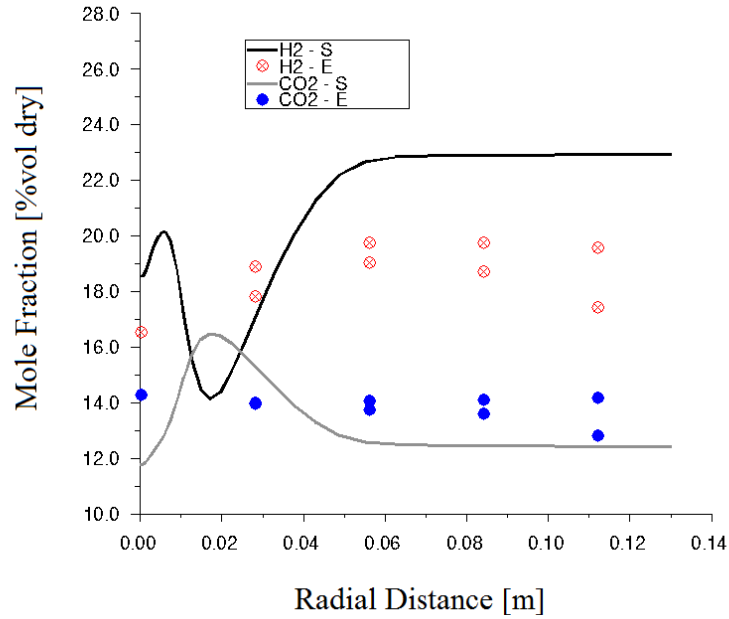 28.0
26.0
24.0
22.0
20.0
18.0
16.0
14.0
12.0
10.0
Mole Fraction [%vol dry]
H2 - S
H2 - E
CO2 - S
CO2 - E
0.00 0.02 0.04 0.06 0.08 0.10 0.12 0.14
Radial Distance [m]